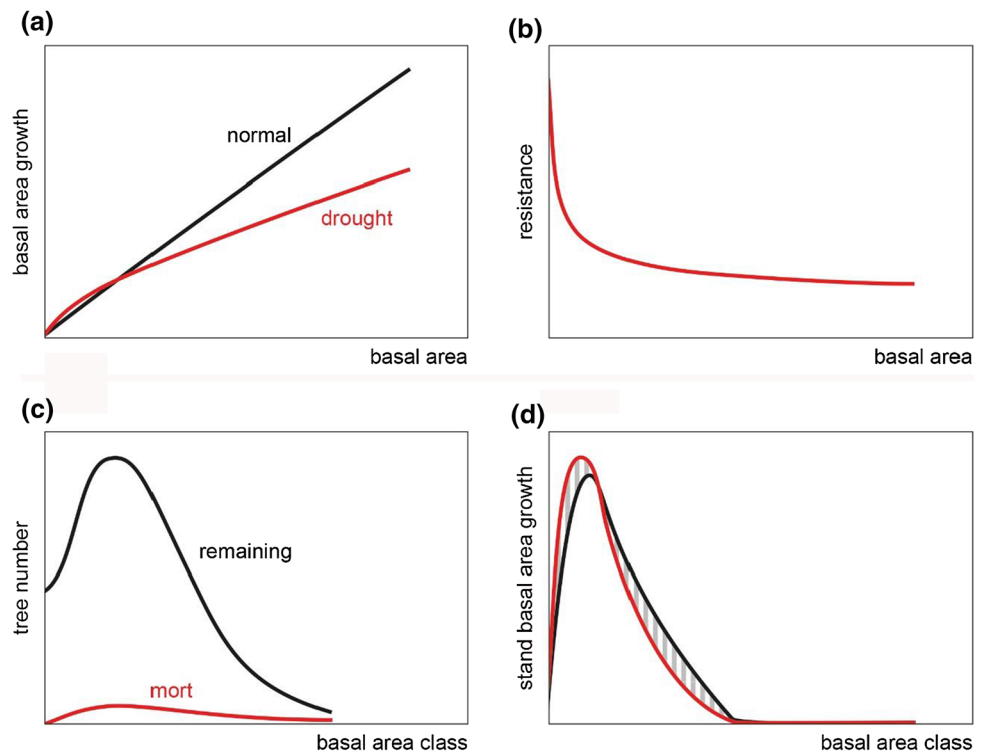 (a)
basal area growth
normal
drought
basal area
(b)
resistance
basal area
(c)
tree number
remaining
mort
basal area class
(d)
stand basal area growth
basal area class